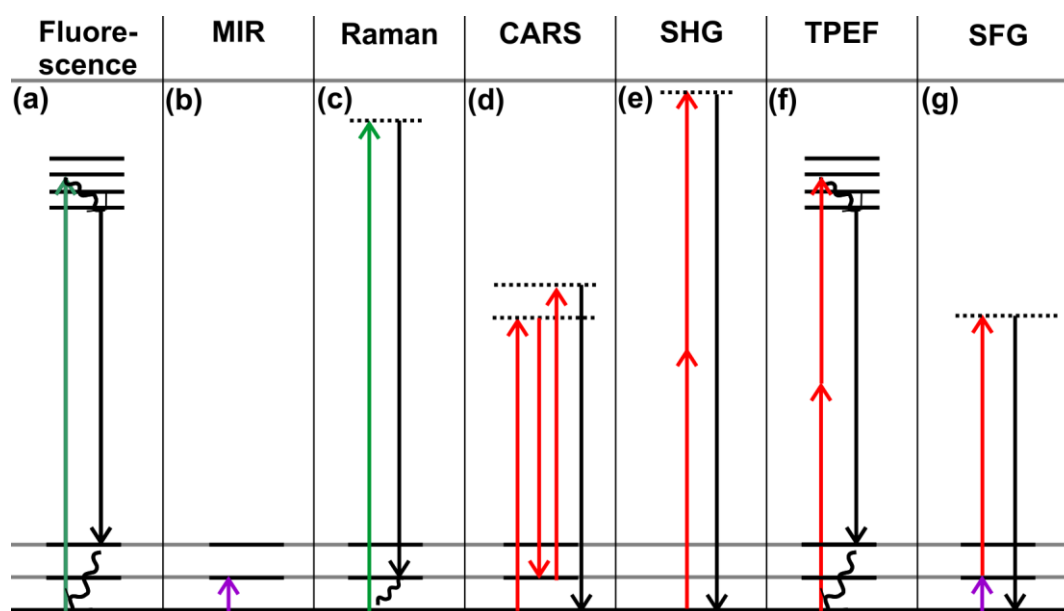 Fluore-
scence
MIR
Raman
CARS
SHG
TPEF
SFG
(a)
(b)
(c)
(d)
(e)
(f)
(g)